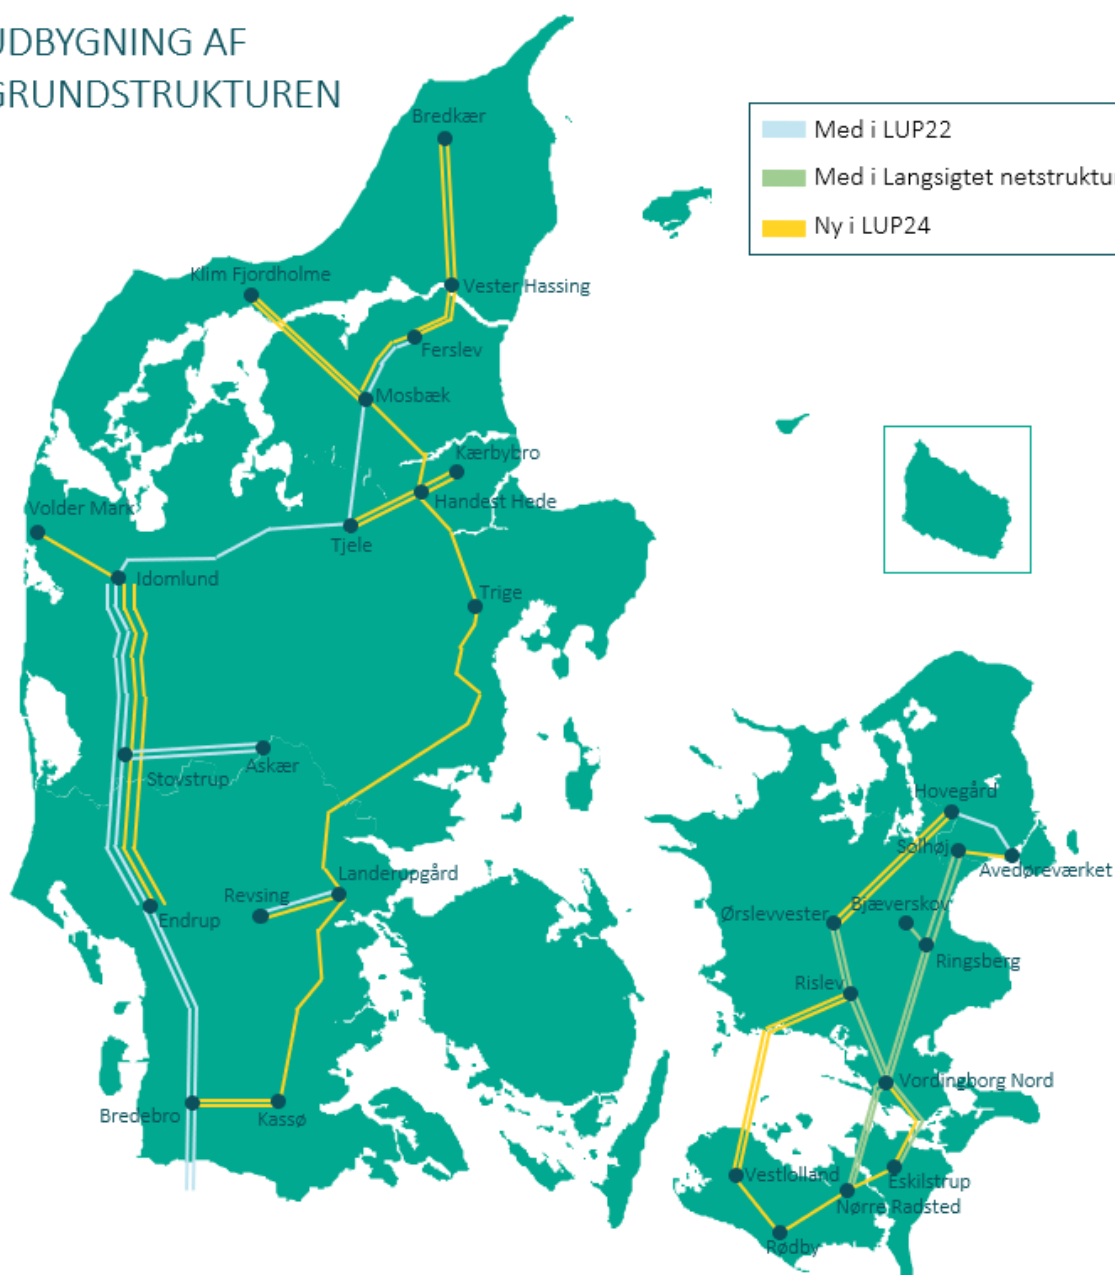 UDBYGNING AF
GRUNDSTRUKTUREN
Med i LUP22
Med i Langsigtet netstruktur
Ny i LUP24
Bredkær
Klim Fjordholme
Vester Hassing
Ferslev
Mosbæk
Kærbybro
Handest Hede
Volder Mark
Tjele
Idomlund
Trige
Stovstrup
Askær
Landerupgård
Revsing
Endrup
Bredebro
Kassø
Hovegård
Solhøj
Avedøreværket
Bjæverskov
Ørslevvester
Ringsberg
Rislev
Vordingborg Nord
Vestlolland
Eskilstrup
Nørre Radsted
Rødby